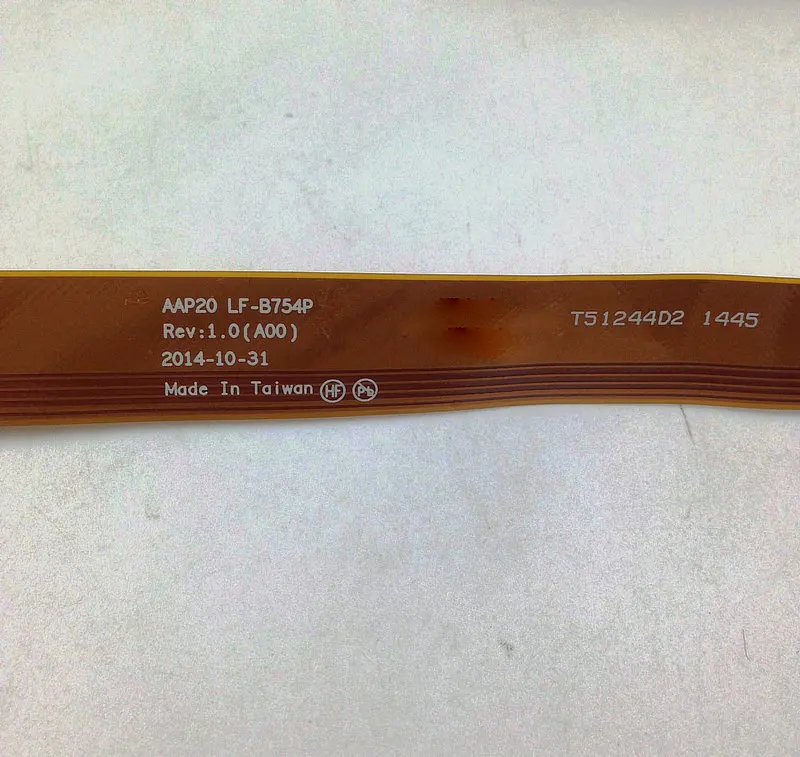 AAP20 LF-B754P
Rev:1.0(A00)
2014-10-31
Made In Taiwan HF Pb
T51244D2 1445